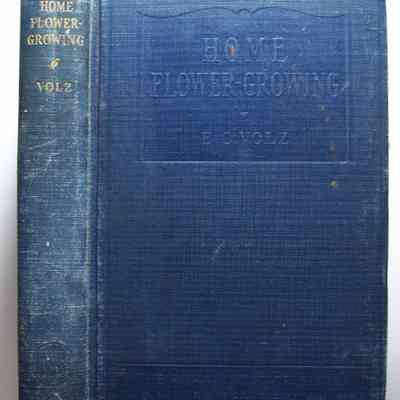 HOME
FLOWER-
GROWING
VOLZ
HOME
FLOWER-GROWING
E C VOLZ